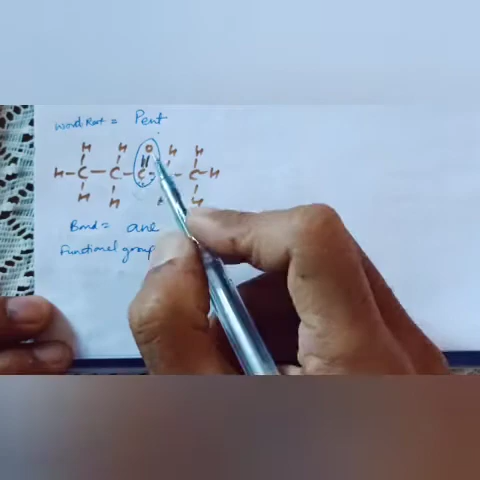 Word Root = Pent
H H O H H
H-C-C-C-C-H
H H H
Bond = ane
Functional group